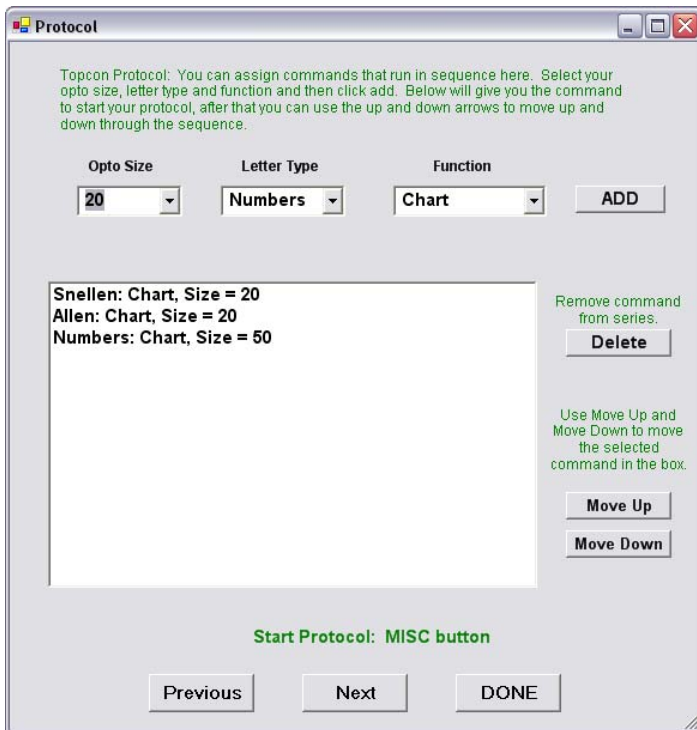 Protocol
Topcon Protocol: You can assign commands that run in sequence here. Select your
opto size, letter type and function and then click add. Below will give you the command
to start your protocol, after that you can use the up and down arrows to move up and
down through the sequence.
Opto Size Letter Type Function
20 Numbers Chart ADD
Snellen: Chart, Size = 20
Allen: Chart, Size = 20
Numbers: Chart, Size = 50
Remove command
from series.
Delete
Use Move Up and
Move Down to move
the selected
command in the box.
Move Up
Move Down
Start Protocol: MISC button
Previous Next DONE